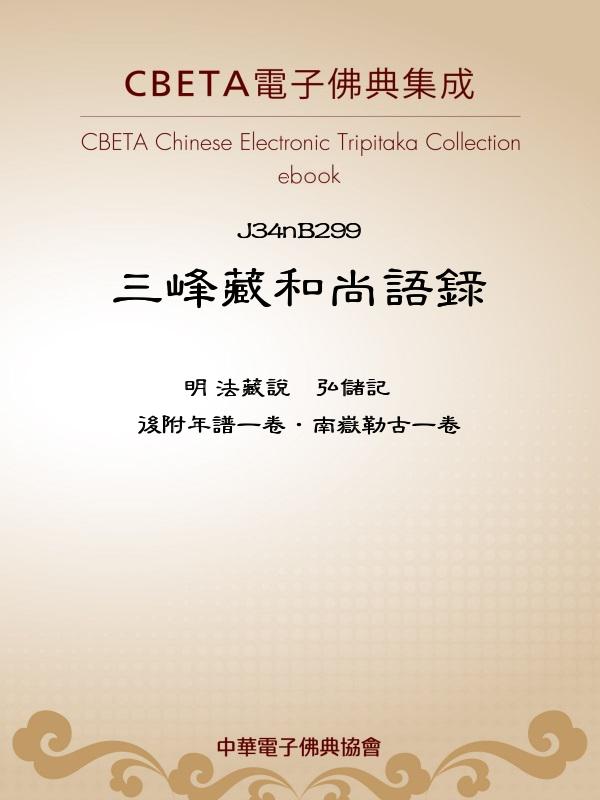 CBETA電子佛典集成
CBETA Chinese Electronic Tripitaka Collection
ebook
J34nB299
三峰藏和尚語錄
明 法藏說　弘儲記
後附年譜一卷．南嶽勒古一卷
中華電子佛典協會